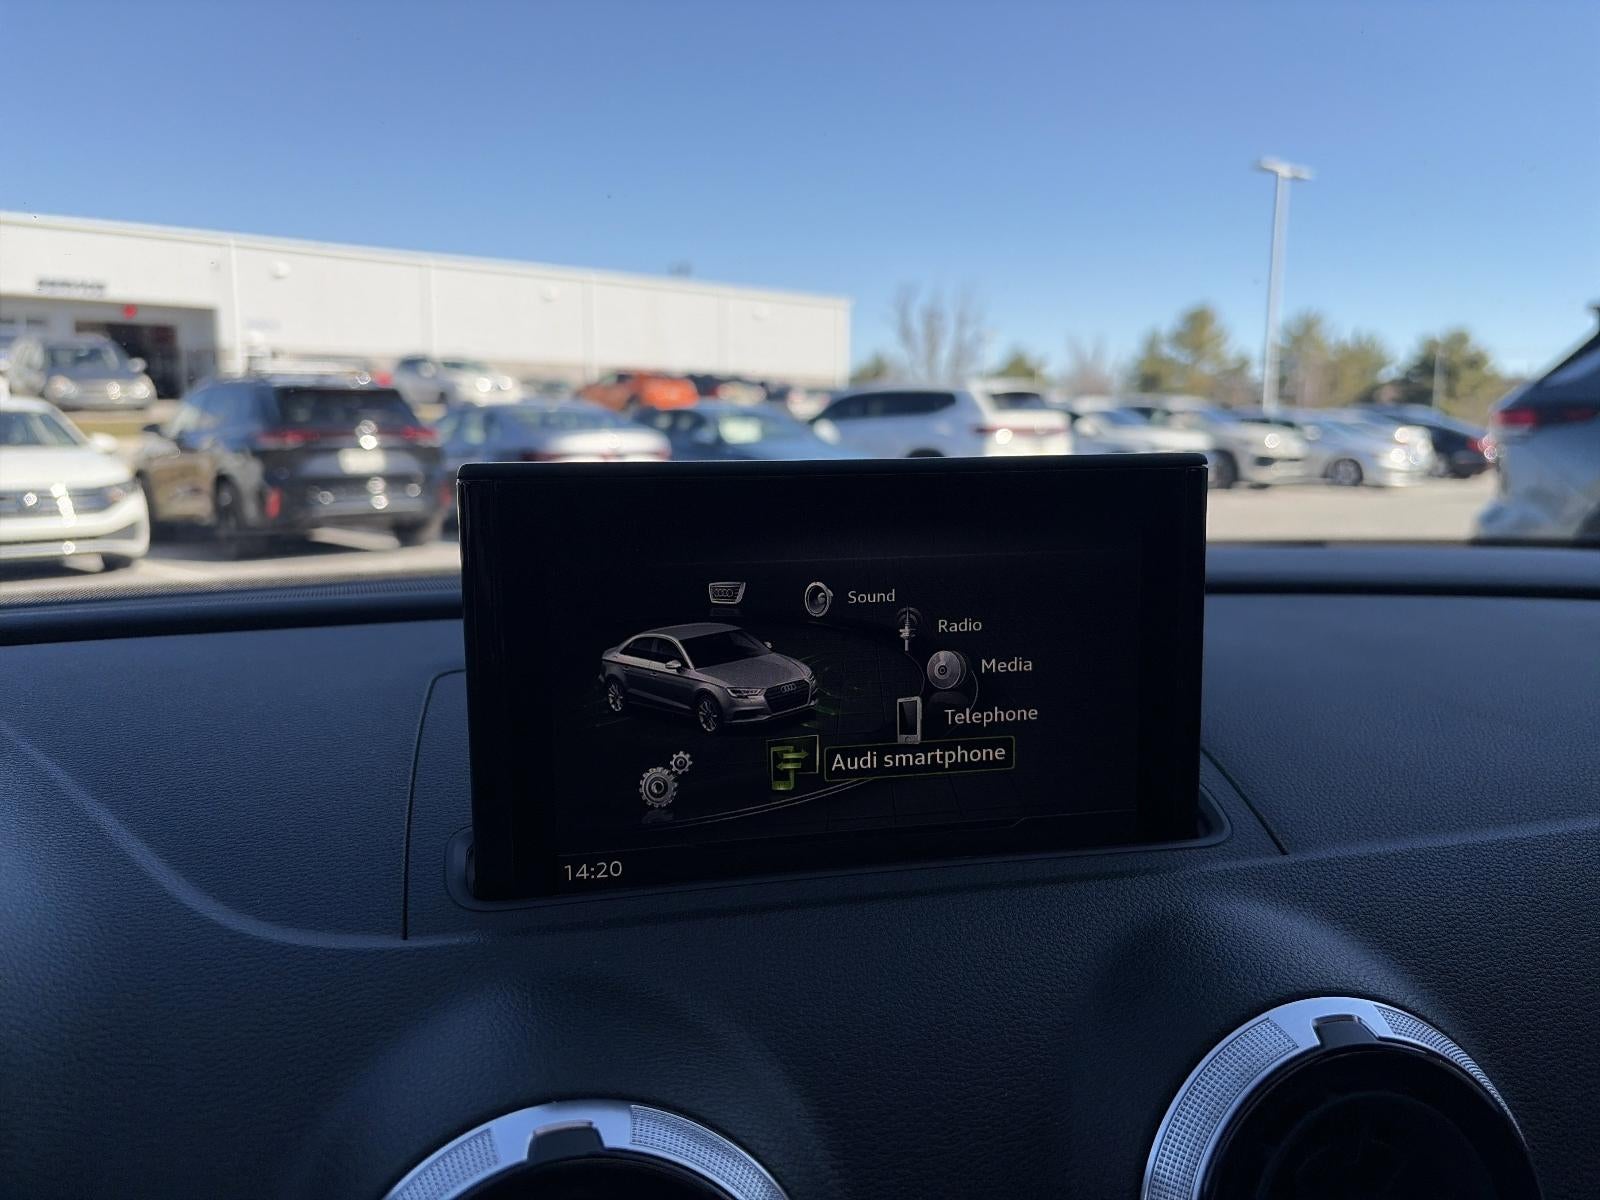 Sound
Radio
Media
Telephone
Audi smartphone
14:20